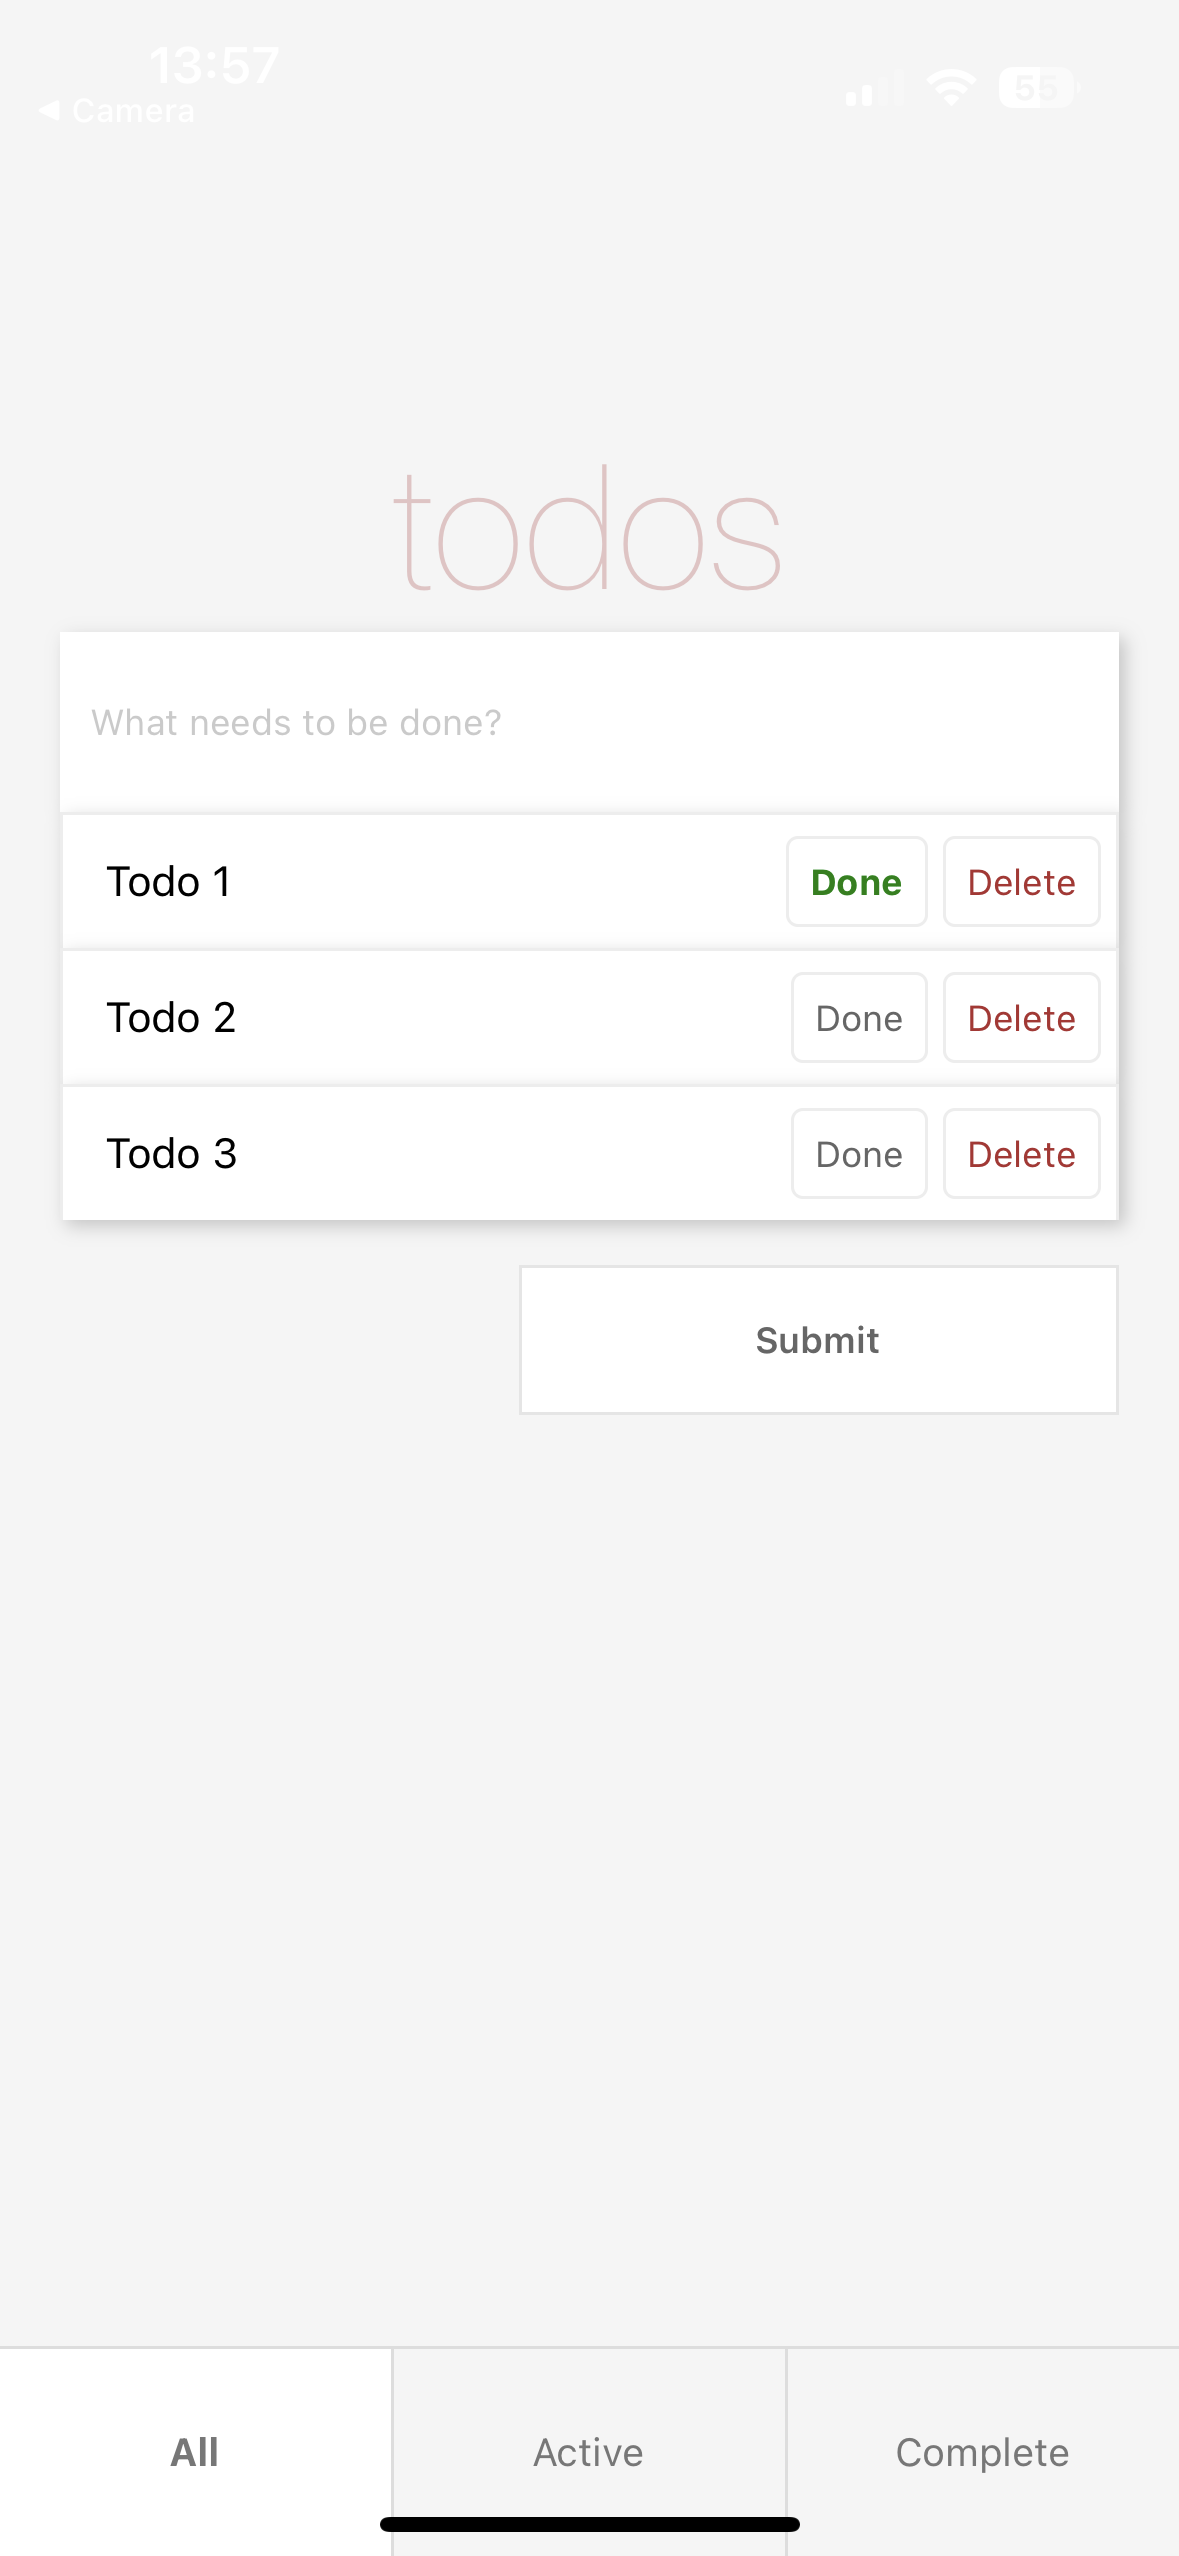 13:57
◀ Camera
55
todos
What needs to be done?
Todo 1 Done Delete
Todo 2 Done Delete
Todo 3 Done Delete
Submit
All Active Complete